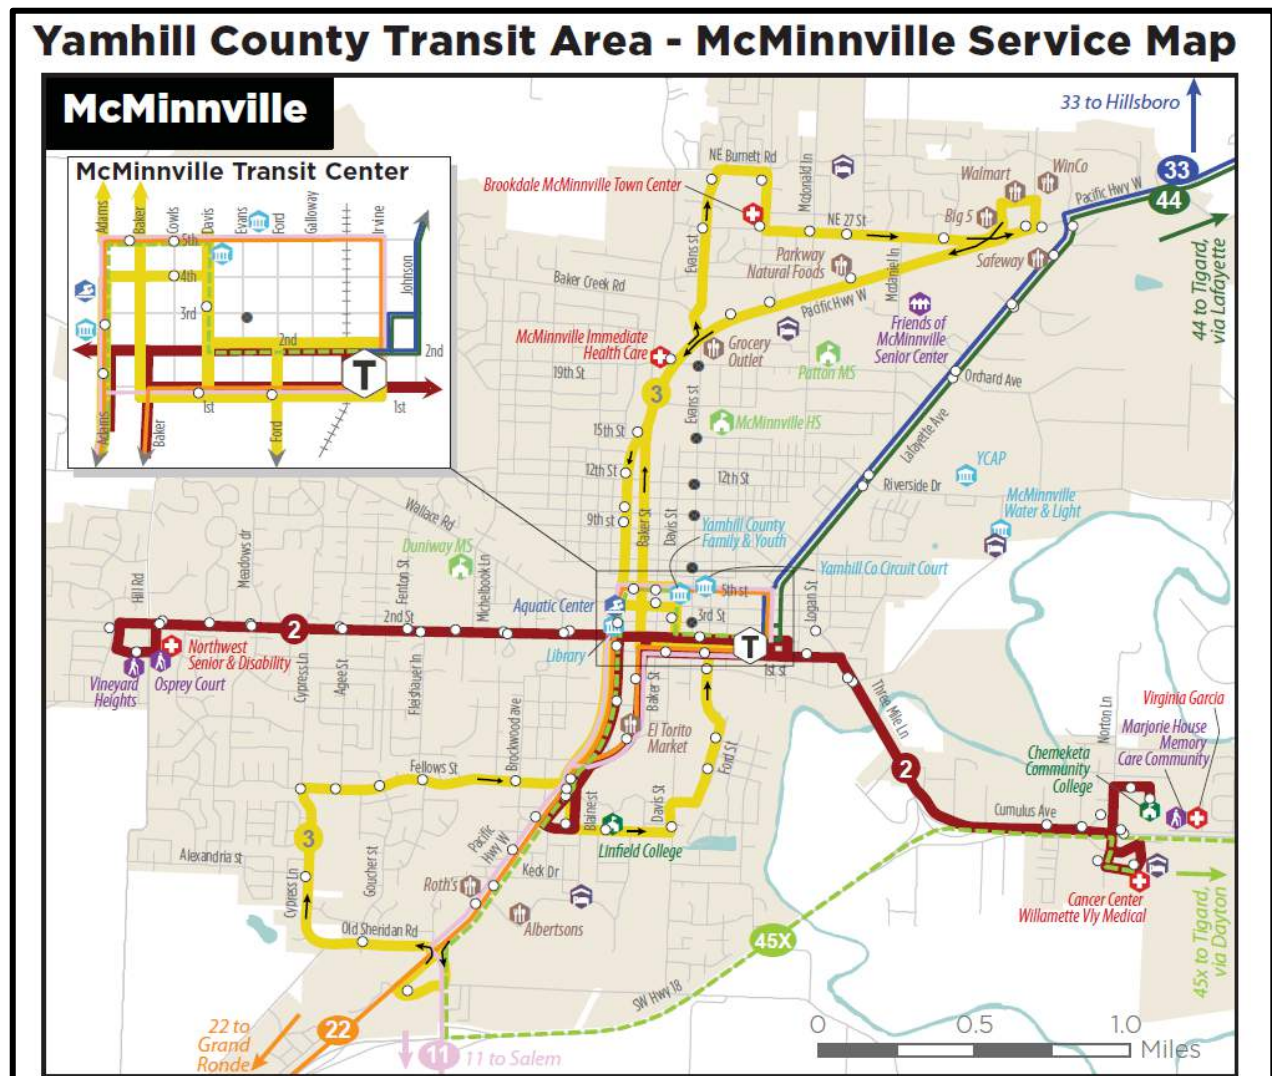 Yamhill County Transit Area - McMinnville Service Map
McMinnville
McMinnville Transit Center
Adams
Baker
Cowls
Davis
Evans
Ford
Galloway
Irvine
5th
4th
3rd
2nd
2nd
Johnson
T
1st
1st
Adams
Baker
Ford
33 to Hillsboro
33
44
44 to Tigard,
via Lafayette
Pacific Hwy W
NE Burnett Rd
Brookdale McMinnville Town Center
Mcdonald ln
Walmart
WinCo
Big 5
NE 27 St
Evans st
Parkway
Natural Foods
Safeway
Mcdaniel ln
Baker Creek Rd
Pacific Hwy W
Friends of
McMinnville
Senior Center
McMinnville Immediate
Health Care
Grocery
Outlet
Patton MS
19th St
Evans st
Orchard Ave
3
McMinnville HS
Lafayette Ave
15th St
12th St
12th St
YCAP
Riverside Dr
McMinnville
Water & Light
9th st
Baker St
Davis St
Yamhill County
Family & Youth
Wallace Rd
Duniway MS
Yamhill Co Circuit Court
Hill Rd
Meadows dr
Fenton St
Michelbook Ln
Aquatic Center
5th st
Logan St
2nd St
3rd St
2
T
Library
1st st
Northwest
Senior & Disability
Osprey Court
Vineyard
Heights
Cypress Ln
Agee St
Fleishauer ln
Baker St
Three Mile Ln
Brockwood ave
El Torito
Market
Ford St
Norton Ln
Virginia Garcia
Marjorie House
Memory
Care Community
Chemeketa
Community
College
2
Fellows St
Cumulus Ave
Blaine st
Davis St
3
Pacific
Hwy W
Linfield College
Alexandria st
Goucher st
Keck Dr
Roth's
Cypress Ln
Albertsons
Cancer Center
Willamette Vly Medical
Old Sheridan Rd
45X
45x to Tigard,
via Dayton
SW Hwy 18
22 to
Grand
Ronde
22
11
11 to Salem
0 0.5 1.0
Miles